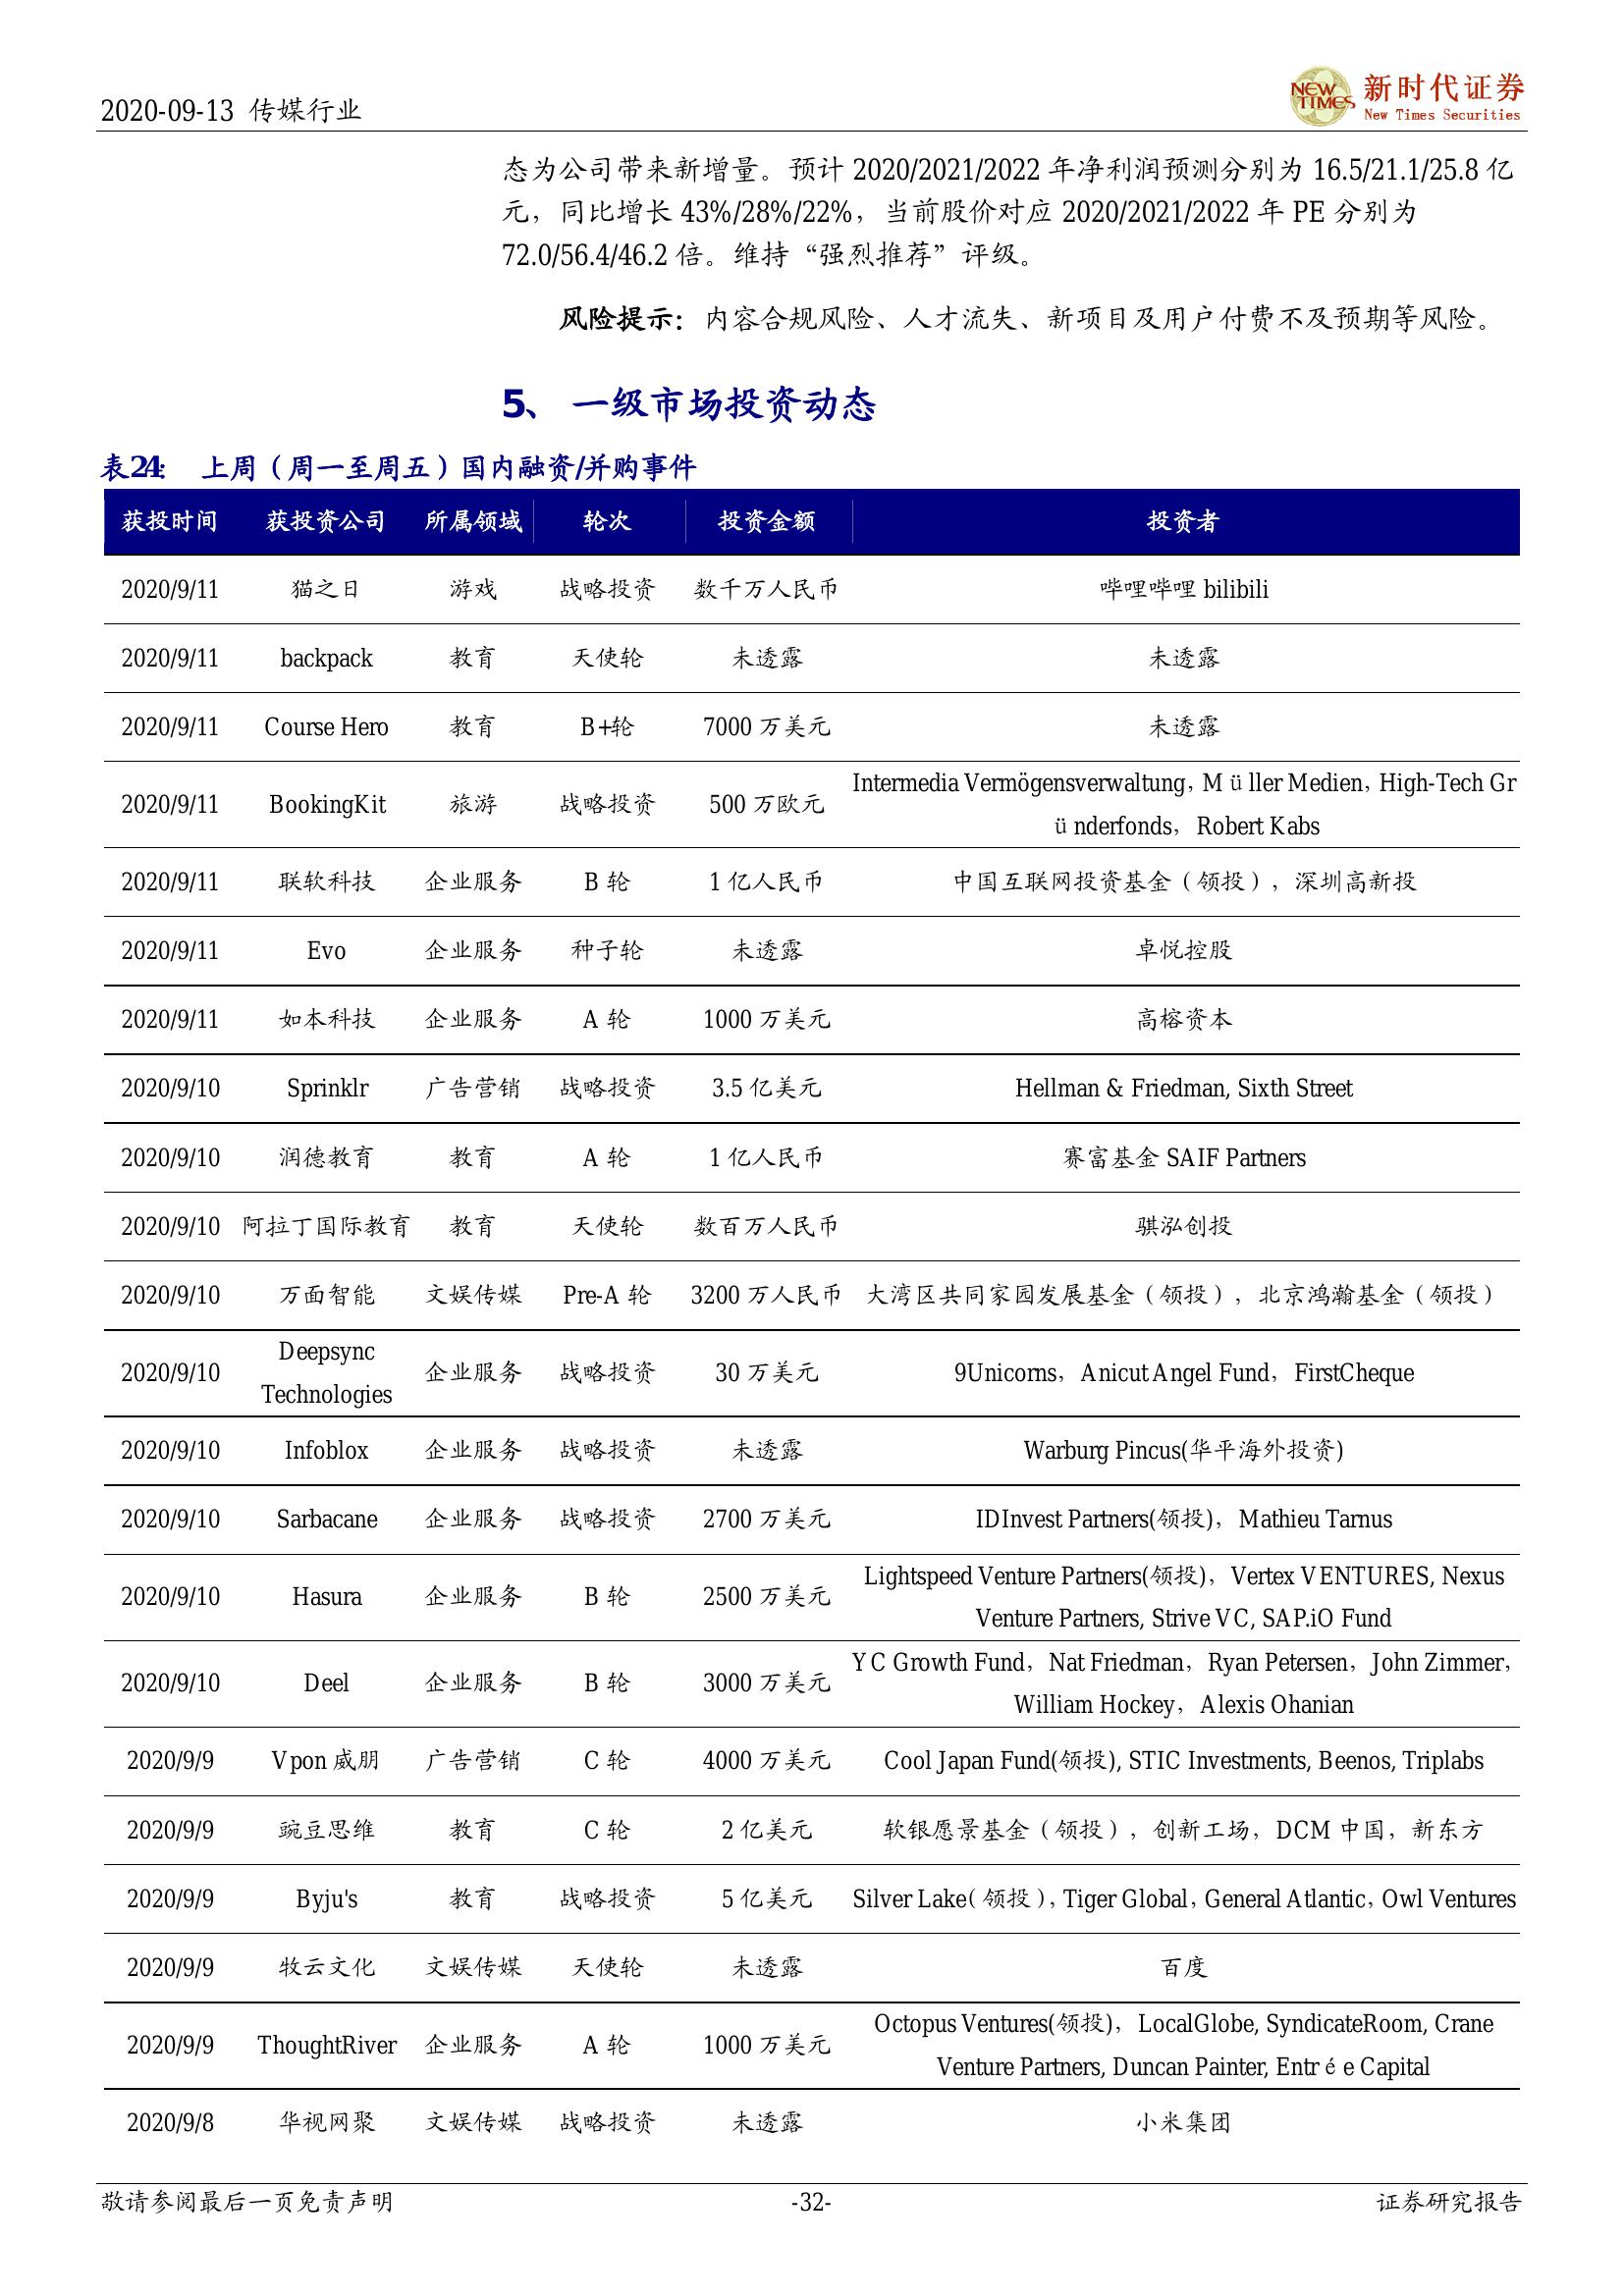 2020-09-13 传媒行业
NEW TIMES 新时代证券
New Times Securities
态为公司带来新增量。预计 2020/2021/2022 年净利润预测分别为 16.5/21.1/25.8 亿
元，同比增长 43%/28%/22%，当前股价对应 2020/2021/2022 年 PE 分别为
72.0/56.4/46.2 倍。维持“强烈推荐”评级。
风险提示：内容合规风险、人才流失、新项目及用户付费不及预期等风险。
5、 一级市场投资动态
表24： 上周（周一至周五）国内融资/并购事件
获投时间 获投资公司 所属领域 轮次 投资金额 投资者
2020/9/11 猫之日 游戏 战略投资 数千万人民币 哔哩哔哩 bilibili
2020/9/11 backpack 教育 天使轮 未透露 未透露
2020/9/11 Course Hero 教育 B+轮 7000 万美元 未透露
2020/9/11 BookingKit 旅游 战略投资 500 万欧元 Intermedia Vermögensverwaltung，Müller Medien，High-Tech Gr
ünderfonds，Robert Kabs
2020/9/11 联软科技 企业服务 B 轮 1 亿人民币 中国互联网投资基金（领投），深圳高新投
2020/9/11 Evo 企业服务 种子轮 未透露 卓悦控股
2020/9/11 如本科技 企业服务 A 轮 1000 万美元 高榕资本
2020/9/10 Sprinklr 广告营销 战略投资 3.5 亿美元 Hellman & Friedman, Sixth Street
2020/9/10 润德教育 教育 A 轮 1 亿人民币 赛富基金 SAIF Partners
2020/9/10 阿拉丁国际教育 教育 天使轮 数百万人民币 骐泓创投
2020/9/10 万面智能 文娱传媒 Pre-A 轮 3200 万人民币 大湾区共同家园发展基金（领投），北京鸿瀚基金（领投）
2020/9/10 Deepsync
Technologies 企业服务 战略投资 30 万美元 9Unicorns，Anicut Angel Fund，FirstCheque
2020/9/10 Infoblox 企业服务 战略投资 未透露 Warburg Pincus(华平海外投资)
2020/9/10 Sarbacane 企业服务 战略投资 2700 万美元 IDInvest Partners(领投)，Mathieu Tarnus
2020/9/10 Hasura 企业服务 B 轮 2500 万美元 Lightspeed Venture Partners(领投)，Vertex VENTURES, Nexus
Venture Partners, Strive VC, SAP.iO Fund
2020/9/10 Deel 企业服务 B 轮 3000 万美元 YC Growth Fund，Nat Friedman，Ryan Petersen，John Zimmer，
William Hockey，Alexis Ohanian
2020/9/9 Vpon 威朋 广告营销 C 轮 4000 万美元 Cool Japan Fund(领投), STIC Investments, Beenos, Triplabs
2020/9/9 豌豆思维 教育 C 轮 2 亿美元 软银愿景基金（领投），创新工场，DCM 中国，新东方
2020/9/9 Byju's 教育 战略投资 5 亿美元 Silver Lake（领投），Tiger Global，General Atlantic，Owl Ventures
2020/9/9 牧云文化 文娱传媒 天使轮 未透露 百度
2020/9/9 ThoughtRiver 企业服务 A 轮 1000 万美元 Octopus Ventures(领投)，LocalGlobe, SyndicateRoom, Crane
Venture Partners, Duncan Painter, Entrée Capital
2020/9/8 华视网聚 文娱传媒 战略投资 未透露 小米集团
敬请参阅最后一页免责声明 -32- 证券研究报告